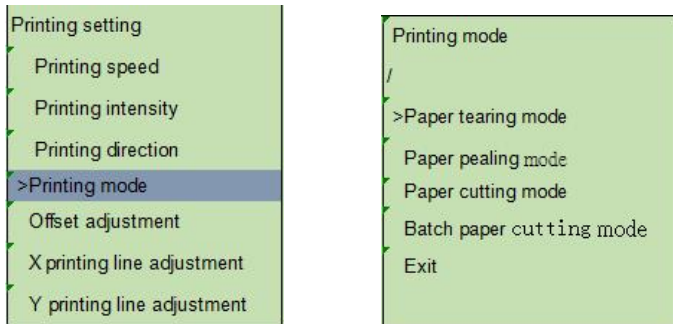 Printing setting
Printing speed
Printing intensity
Printing direction
>Printing mode
Offset adjustment
X printing line adjustment
Y printing line adjustment
Printing mode
/
>Paper tearing mode
Paper pealing mode
Paper cutting mode
Batch paper cutting mode
Exit